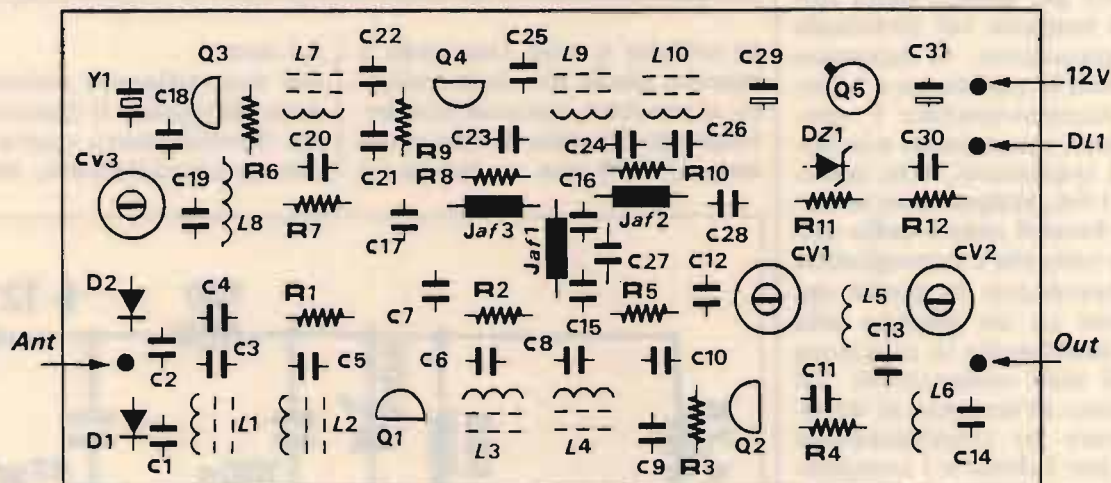 C22
C25
Q3
L7
Q4
L9
L10
C29
C31
Y1
C18
Q5
12V
DL1
C20
C23
C24
C26
DZ1
C30
CV3
R6
R9
R8
C19
L8
R7
C21
C16
R10
R11
R12
C17
Jaf3
Jaf1
Jaf2
C28
C27
C12
CV1
CV2
D2
C4
R1
C7
R2
R5
L5
C15
C13
Ant
C3
C2
C5
C6
C8
C10
C11
Out
D1
L1
L2
L6
C1
Q1
L3
L4
C9
R3
Q2
R4
C14